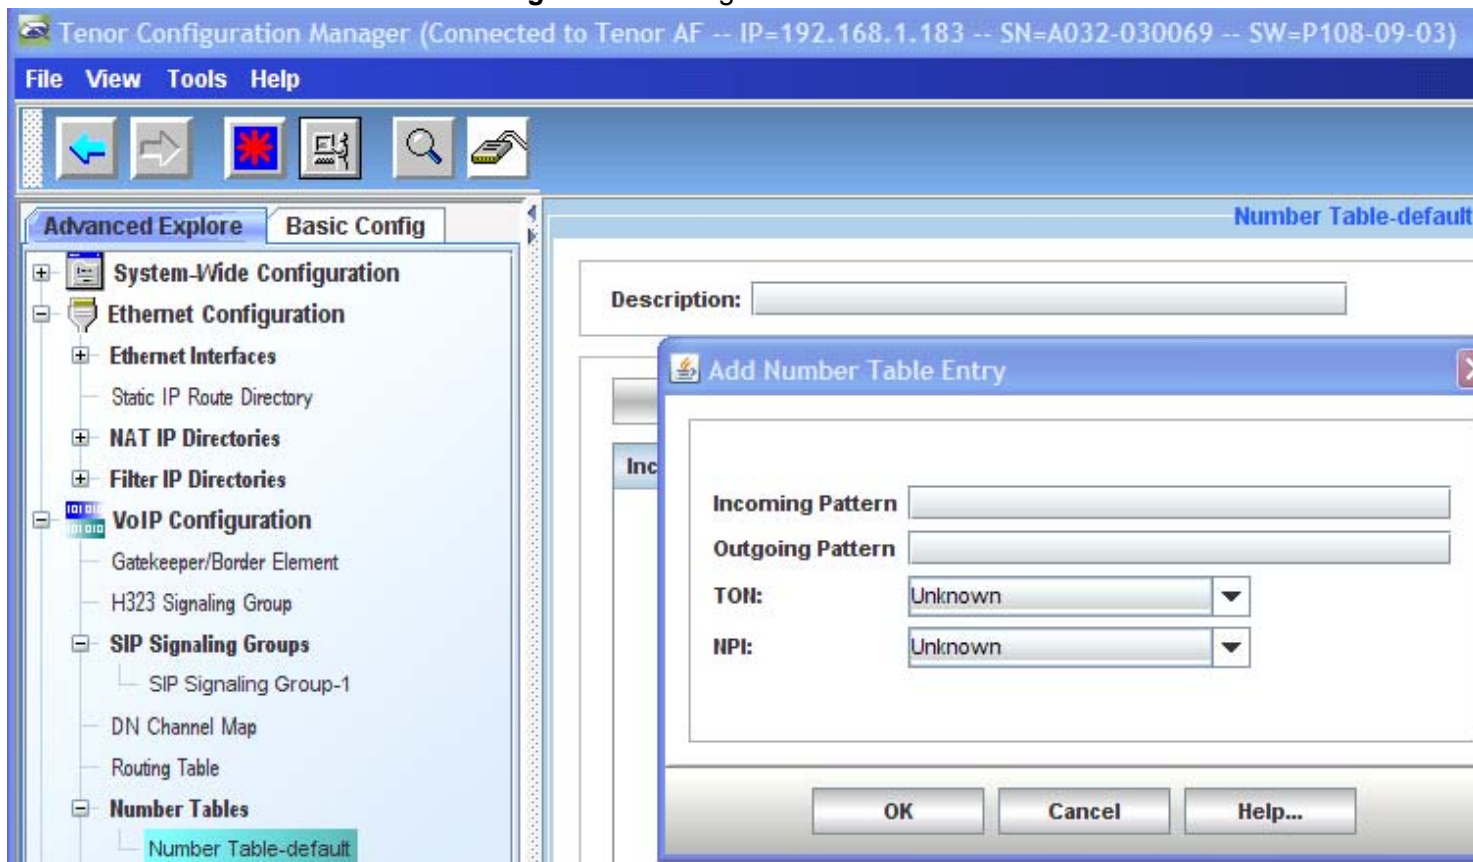 Tenor Configuration Manager (Connected to Tenor AF -- IP=192.168.1.183 -- SN=A032-030069 -- SW=P108-09-03)
File View Tools Help
Advanced Explore Basic Config
Number Table-default
System-Wide Configuration
Ethernet Configuration
Ethernet Interfaces
Static IP Route Directory
NAT IP Directories
Filter IP Directories
VoIP Configuration
Gatekeeper/Border Element
H323 Signaling Group
SIP Signaling Groups
SIP Signaling Group-1
DN Channel Map
Routing Table
Number Tables
Number Table-default
Description:
Inc
Add Number Table Entry
Incoming Pattern
Outgoing Pattern
TON: Unknown
NPI: Unknown
OK Cancel Help...